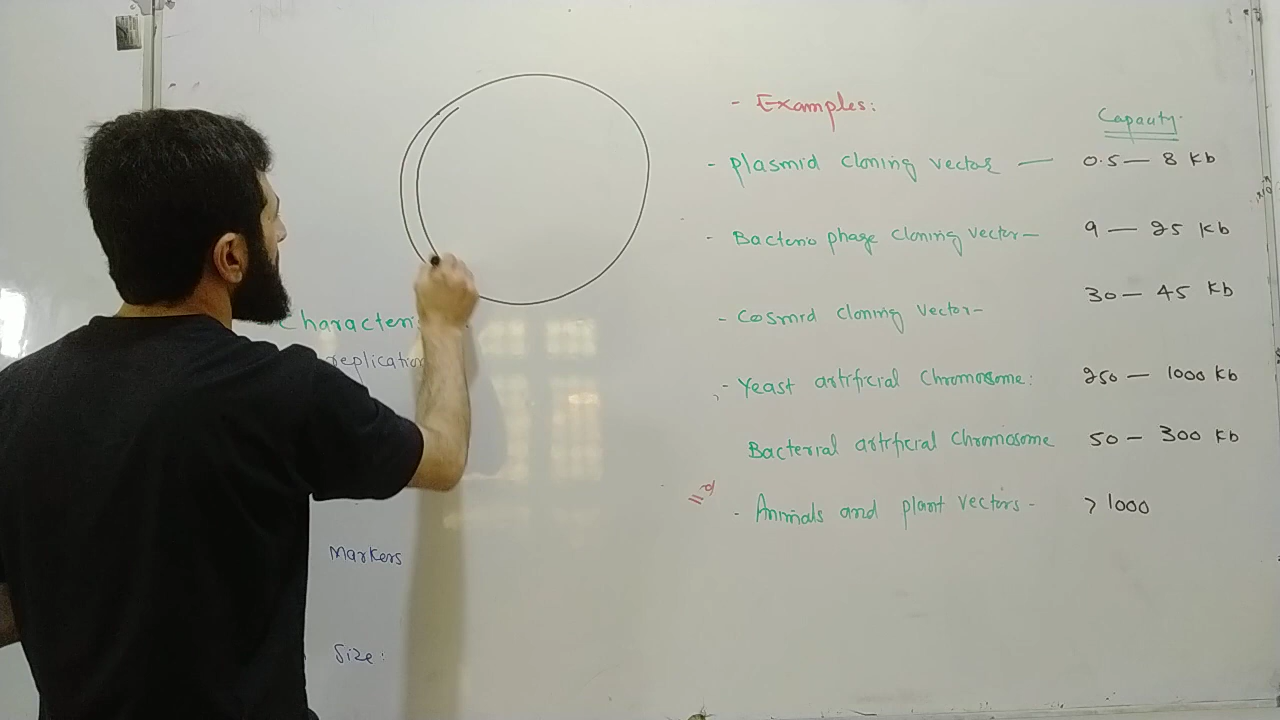 Characteri
replication
Markers
Size:
- Examples:
Capacity.
- Plasmid cloning vector — 0.5 — 8 Kb
- Bacterio phage cloning vector — 9 — 25 Kb
- Cosmid cloning vector - 30 — 45 Kb
- Yeast artificial Chromosome: 250 — 1000 Kb
Bacterial artificial chromosome 50 - 300 Kb
- Animals and plant vectors - > 1000